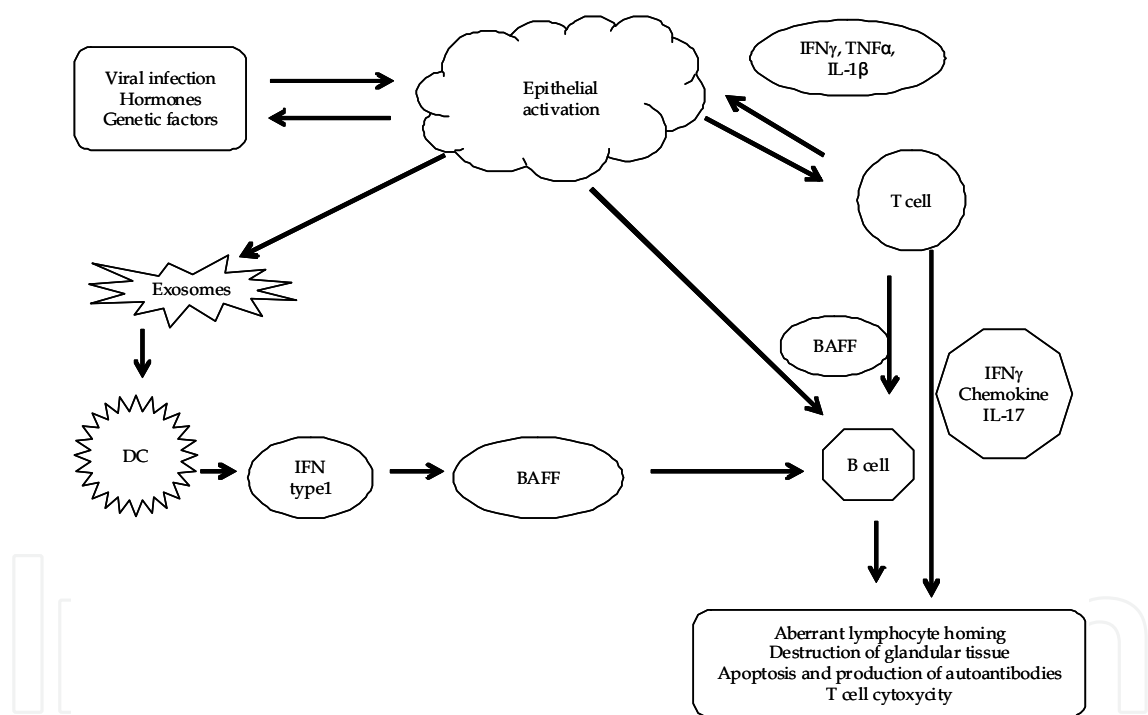 Viral infection
Hormones
Genetic factors
Epithelial
activation
IFNγ, TNFα,
IL-1β
T cell
Exosomes
BAFF
IFNγ
Chemokine
IL-17
DC
IFN
type1
BAFF
B cell
Aberrant lymphocyte homing
Destruction of glandular tissue
Apoptosis and production of autoantibodies
T cell cytoxycity